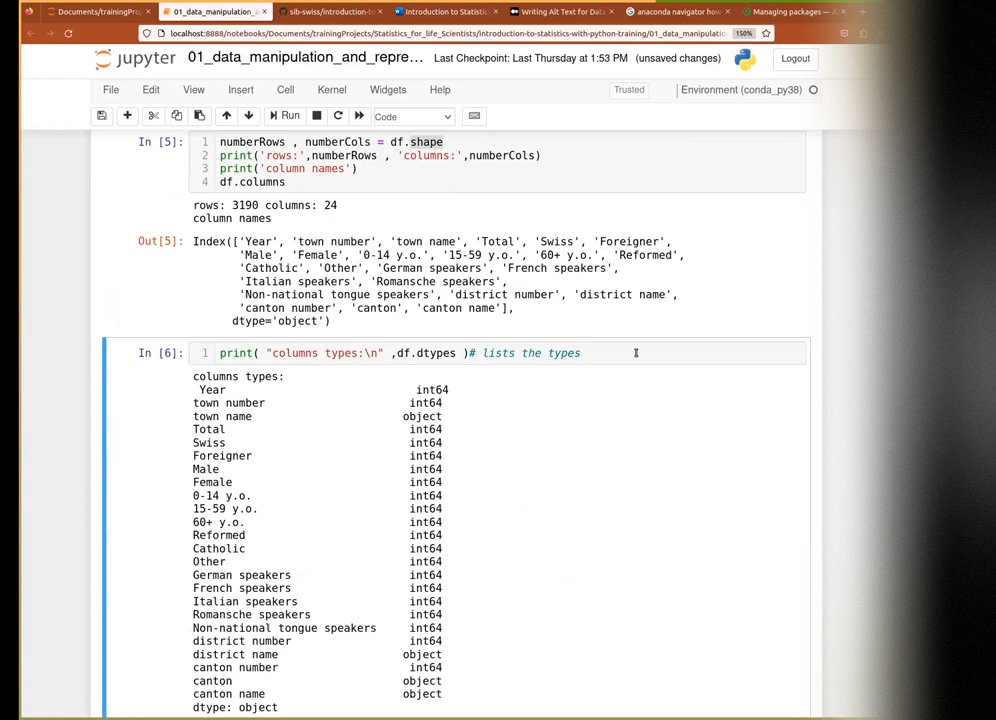 Documents/trainingProj
01_data_manipulation_a
sib-swiss/introduction-to
Introduction to Statistic
Writing Alt Text for Data
anaconda navigator how
Managing packages — A
localhost:8888/notebooks/Documents/trainingProjects/Statistics_for_life_Scientists/introduction-to-statistics-with-python-training/01_data_manipulatio
150%
jupyter
01_data_manipulation_and_repre...
Last Checkpoint: Last Thursday at 1:53 PM (unsaved changes)
Logout
File Edit View Insert Cell Kernel Widgets Help
Trusted
Environment (conda_py38)
Run
Code
In [5]:
1 numberRows , numberCols = df.shape
2 print('rows:',numberRows , 'columns:',numberCols)
3 print('column names')
4 df.columns
rows: 3190 columns: 24
column names
Out[5]: Index(['Year', 'town number', 'town name', 'Total', 'Swiss', 'Foreigner',
'Male', 'Female', '0-14 y.o.', '15-59 y.o.', '60+ y.o.', 'Reformed',
'Catholic', 'Other', 'German speakers', 'French speakers',
'Italian speakers', 'Romansche speakers',
'Non-national tongue speakers', 'district number', 'district name',
'canton number', 'canton', 'canton name'],
dtype='object')
In [6]: 1 print( "columns types:\n" ,df.dtypes )# lists the types
columns types:
Year int64
town number int64
town name object
Total int64
Swiss int64
Foreigner int64
Male int64
Female int64
0-14 y.o. int64
15-59 y.o. int64
60+ y.o. int64
Reformed int64
Catholic int64
Other int64
German speakers int64
French speakers int64
Italian speakers int64
Romansche speakers int64
Non-national tongue speakers int64
district number int64
district name object
canton number int64
canton object
canton name object
dtype: object